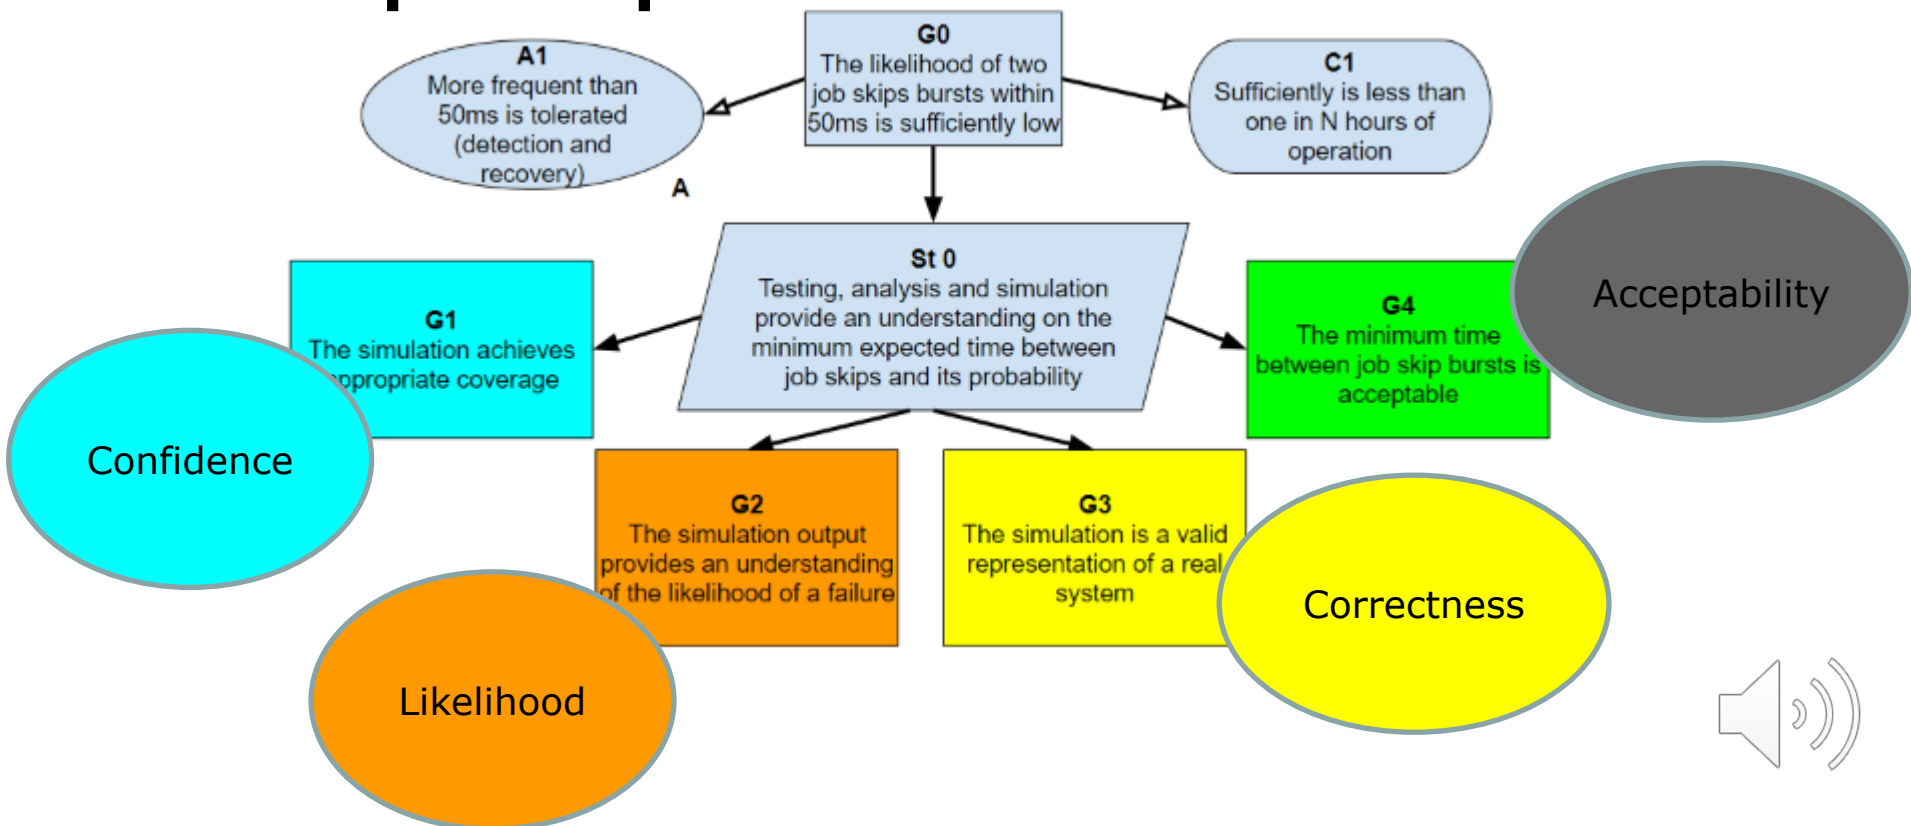 A1
More frequent than
50ms is tolerated
(detection and
recovery)
A
G0
The likelihood of two
job skips bursts within
50ms is sufficiently low
C1
Sufficiently is less than
one in N hours of
operation
St 0
Testing, analysis and simulation
provide an understanding on the
minimum expected time between
job skips and its probability
G1
The simulation achieves
appropriate coverage
Confidence
G4
The minimum time
between job skip bursts is
acceptable
Acceptability
G2
The simulation output
provides an understanding
of the likelihood of a failure
Likelihood
G3
The simulation is a valid
representation of a real
system
Correctness